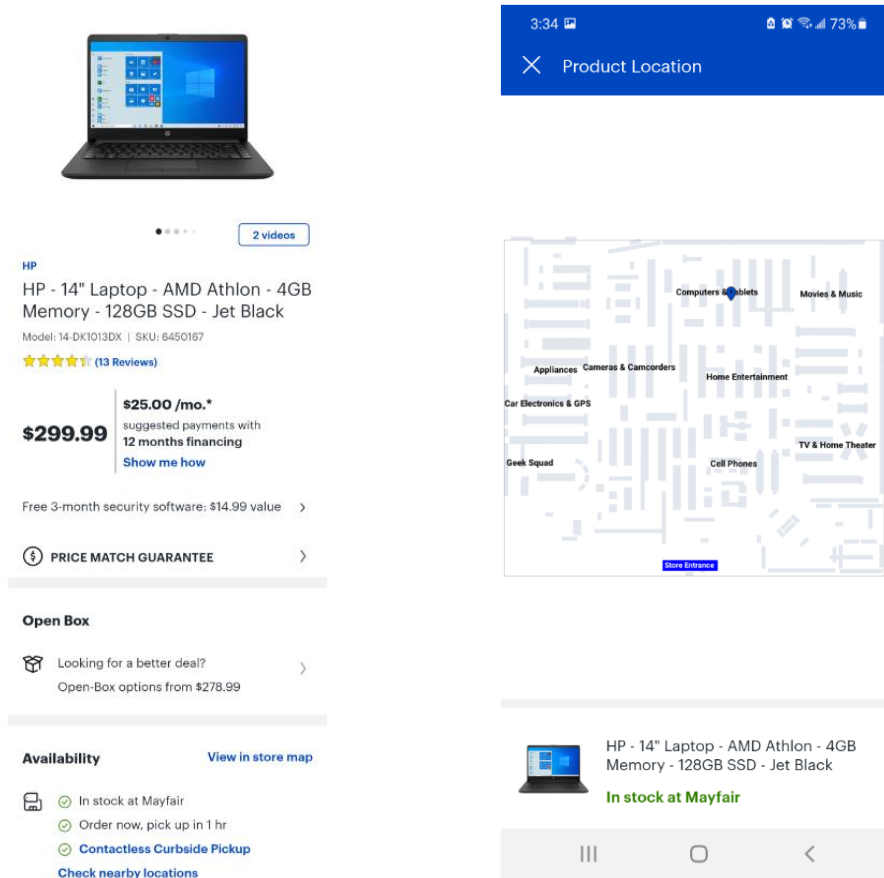 2 videos
HP
HP - 14" Laptop - AMD Athlon - 4GB
Memory - 128GB SSD - Jet Black
Model: 14-DK1013DX | SKU: 6450167
(13 Reviews)
$299.99
$25.00 /mo.*
suggested payments with
12 months financing
Show me how
Free 3-month security software: $14.99 value
PRICE MATCH GUARANTEE
Open Box
Looking for a better deal?
Open-Box options from $278.99
Availability
View in store map
In stock at Mayfair
Order now, pick up in 1 hr
Contactless Curbside Pickup
Check nearby locations
3:34
73%
Product Location
Computers &
Movies & Music
Appliances
Cameras & Camcorders
Home Entertainment
Car Electronics & GPS
TV & Home Theater
Geek Squad
Cell Phones
Store Entrance
HP - 14" Laptop - AMD Athlon - 4GB
Memory - 128GB SSD - Jet Black
In stock at Mayfair